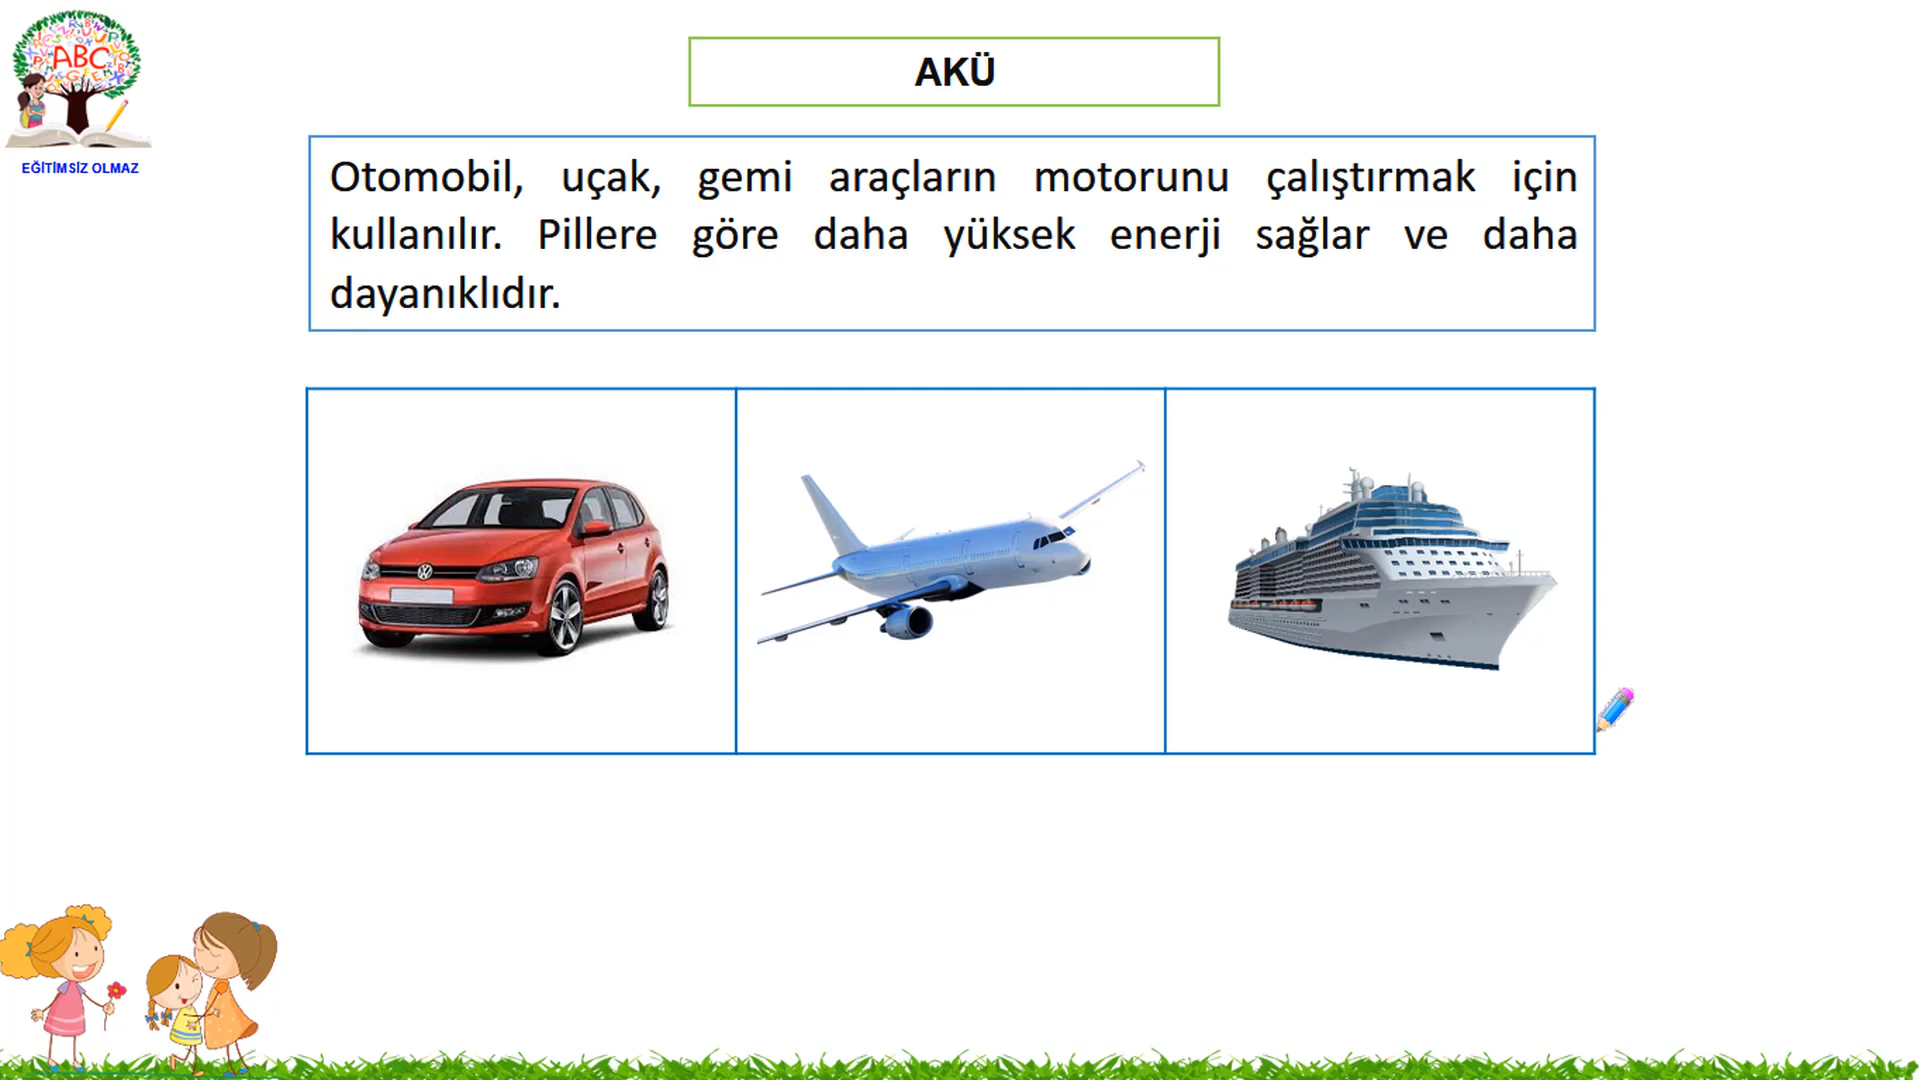 ABC
EĞİTİMSİZ OLMAZ
AKÜ
Otomobil, uçak, gemi araçların motorunu çalıştırmak için
kullanılır. Pillere göre daha yüksek enerji sağlar ve daha
dayanıklıdır.